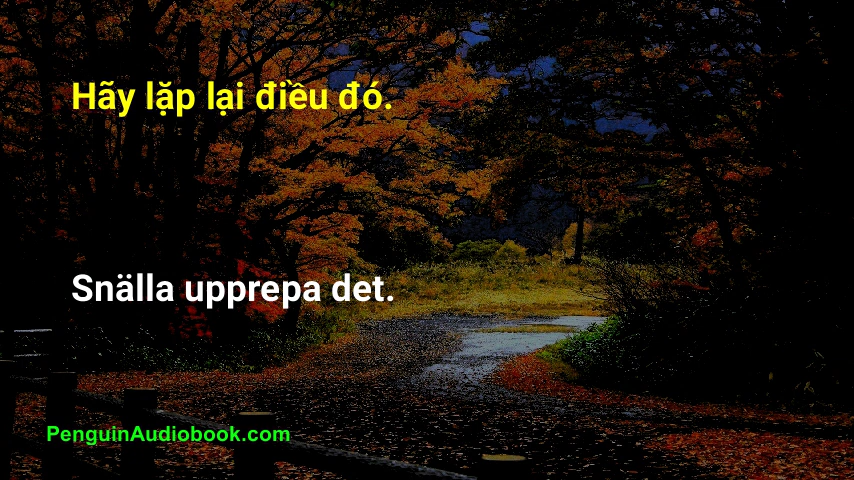 Hãy lặp lại điều đó.
Snälla upprepa det.
PenguinAudiobook.com